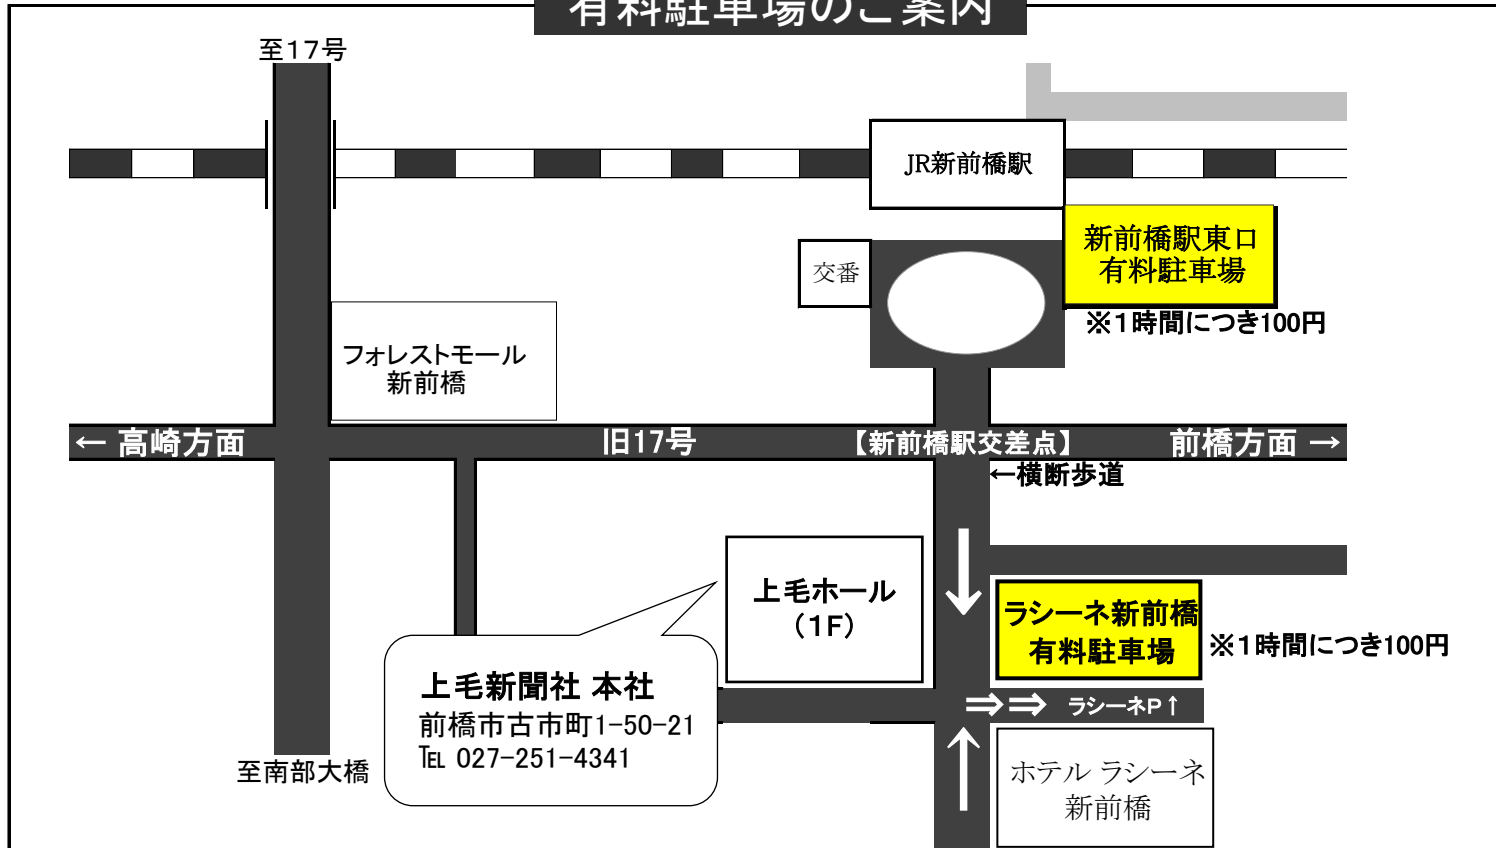 有料駐車場のご案内
至17号
JR新前橋駅
新前橋駅東口
有料駐車場
交番
※1時間につき100円
フォレストモール
新前橋
← 高崎方面
旧17号
【新前橋駅交差点】
前橋方面 →
←横断歩道
上毛ホール
(1F)
ラシーネ新前橋
有料駐車場
※1時間につき100円
上毛新聞社 本社
前橋市古市町1-50-21
℡ 027-251-4341
⇒⇒ ラシーネP↑
至南部大橋
ホテル ラシーネ
新前橋